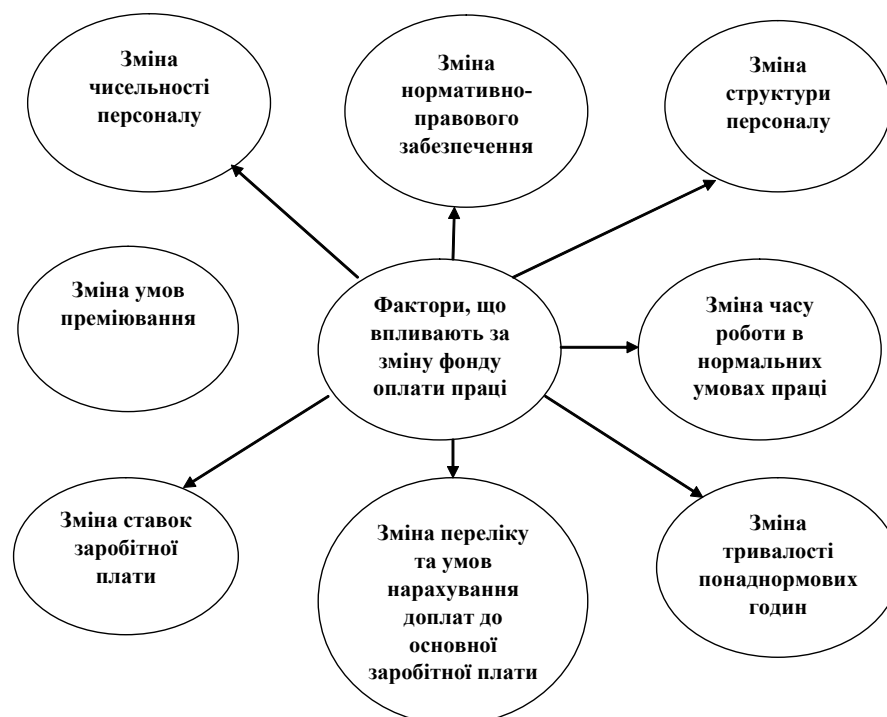 Зміна
чисельності
персоналу
Зміна
нормативно-
правового
забезпечення
Зміна
структури
персоналу
Зміна умов
преміювання
Фактори, що
впливають за
зміну фонду
оплати праці
Зміна часу
роботи в
нормальних
умовах праці
Зміна ставок
заробітної
плати
Зміна переліку
та умов
нарахування
доплат до
основної
заробітної плати
Зміна
тривалості
понаднормових
годин